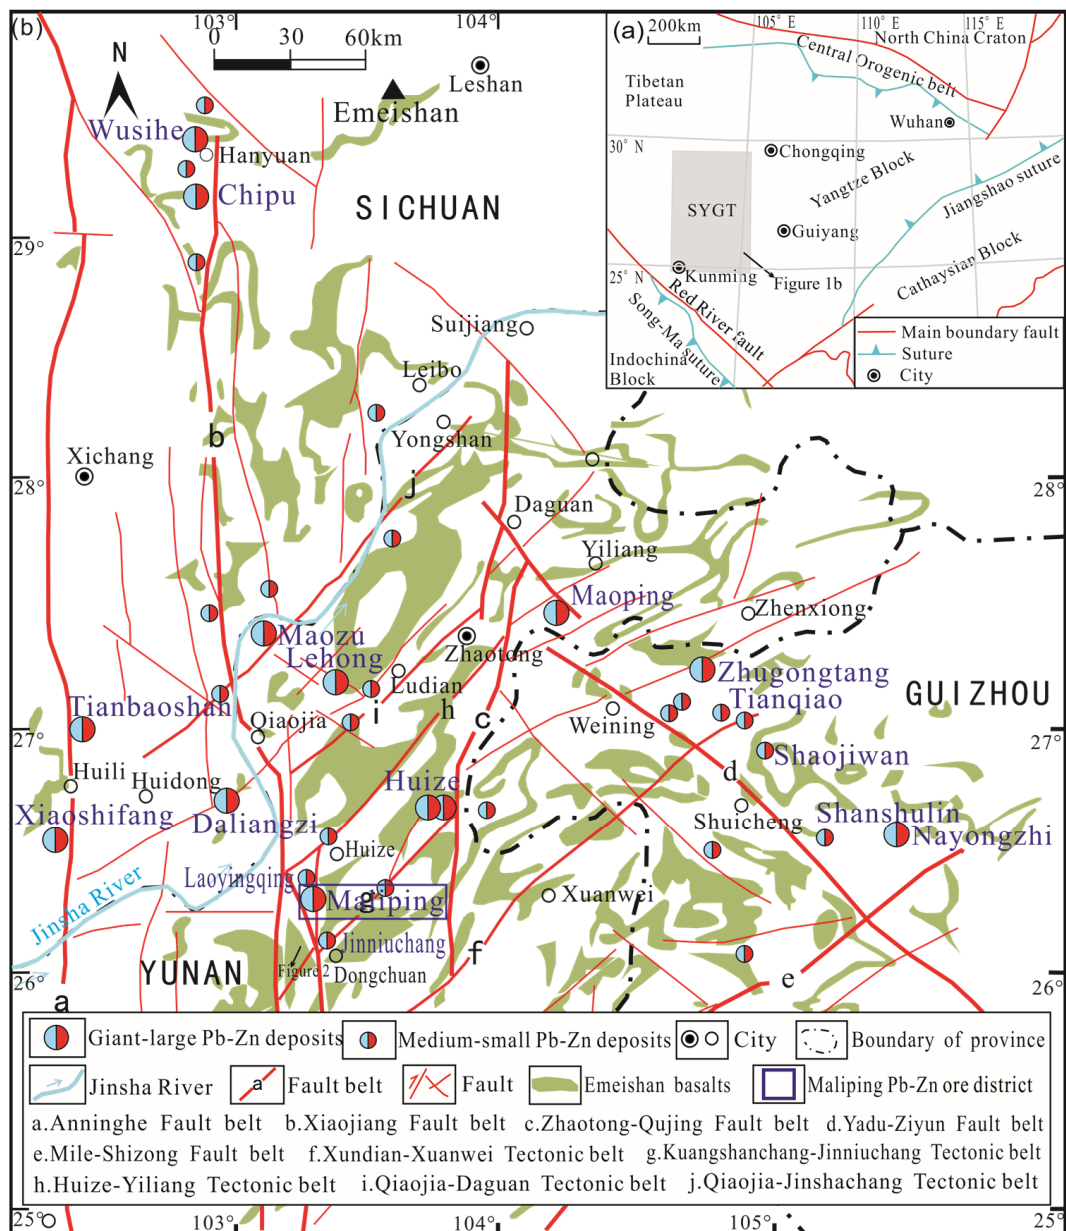 (b)
103°
104°
0 30 60km
N
Leshan
Emeishan
Wusihe
Hanyuan
Chipu
SICHUAN
29°
Suijiang
Leibo
Yongshan
b
Xichang
j
28°
28°
Daguan
Yiliang
Maoping
Zhenxiong
Maozu
Lehong
Zhaotong
Zhugongtang
Ludian
Tianqiao
GUIZHOU
Tianbaoshan
i
h
c
Qiaojia
Weining
27°
27°
Shaojiwan
d
Huili
Huidong
Huize
Xiaoshifang
Daliangzi
Shuicheng
Shanshulin
Nayongzhi
Huize
Laoyingqing
Jinsha River
Maliping
g
Xuanwei
Jinniuchang
f
YUNAN
Figure 2
Dongchuan
e
26°
26°
a
(a)
200km
105° E
110° E
115° E
North China Craton
Central Orogenic belt
Tibetan
Plateau
Wuhan
30° N
Chongqing
Yangtze Block
Jiangshao suture
SYGT
Guiyang
Cathaysian Block
25° N
Kunming
Figure 1b
Red River fault
Song-Ma suture
Indochina
Block
Main boundary fault
Suture
City
Giant-large Pb-Zn deposits
Medium-small Pb-Zn deposits
City
Boundary of province
Jinsha River
a
Fault belt
Fault
Emeishan basalts
Maliping Pb-Zn ore district
a.Anninghe Fault belt b.Xiaojiang Fault belt c.Zhaotong-Qujing Fault belt d.Yadu-Ziyun Fault belt
e.Mile-Shizong Fault belt f.Xundian-Xuanwei Tectonic belt g.Kuangshanchang-Jinniuchang Tectonic belt
h.Huize-Yiliang Tectonic belt i.Qiaojia-Daguan Tectonic belt j.Qiaojia-Jinshachang Tectonic belt
25°
25°
103°
104°
105°